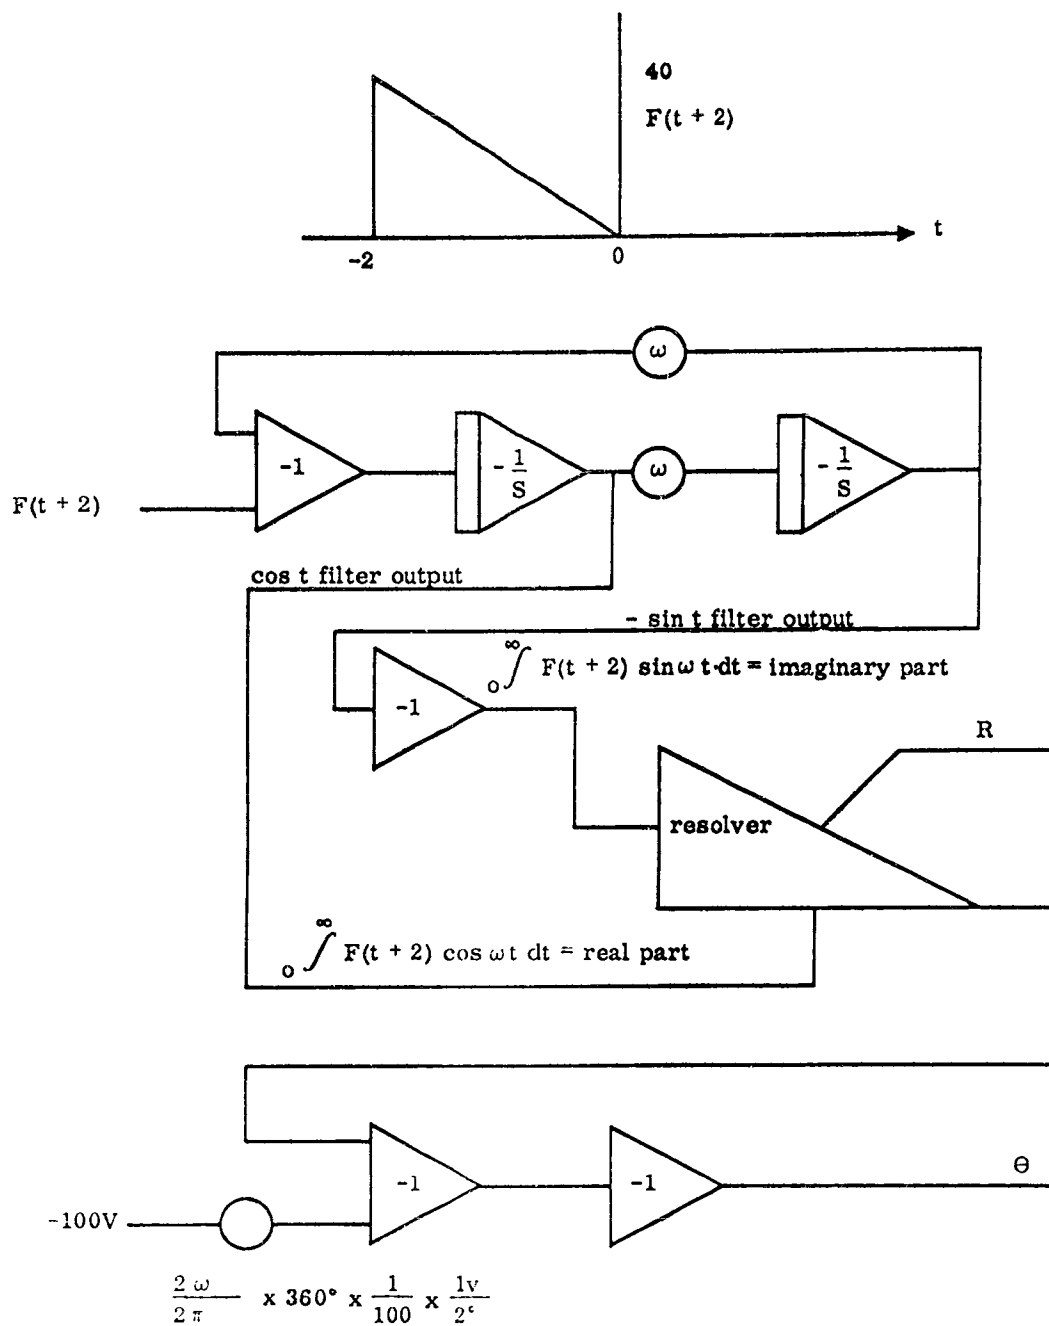 40
F(t + 2)
t
-2
0
ω
-1
- 1/S
ω
- 1/S
F(t + 2)
cos t filter output
- sin t filter output
o ∫ ∞ F(t + 2) sin ω t·dt = imaginary part
-1
R
resolver
o ∫ ∞ F(t + 2) cos ωt dt = real part
-1
-1
Θ
-100V
2 ω / 2 π x 360° x 1/100 x 1v/2°